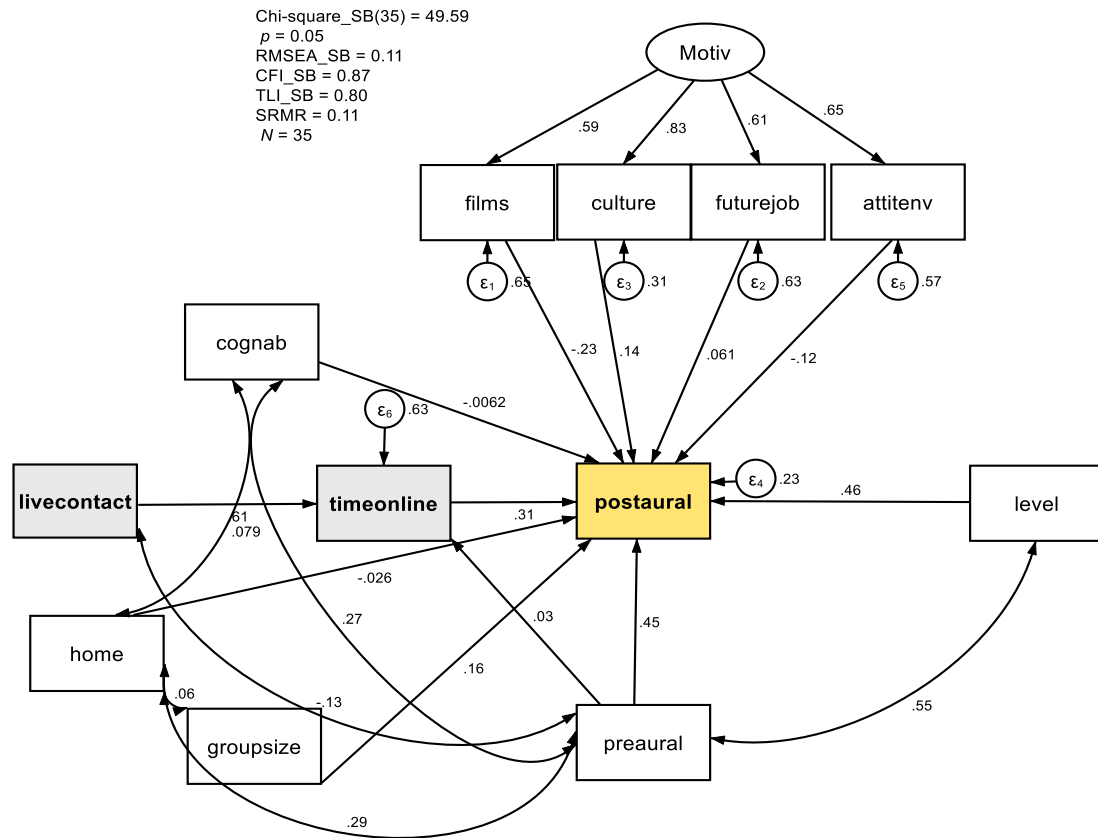 Chi-square_SB(35) = 49.59
p = 0.05
RMSEA_SB = 0.11
CFI_SB = 0.87
TLI_SB = 0.80
SRMR = 0.11
N = 35
Motiv
.59
.83
.61
.65
films
culture
futurejob
attitenv
ε1
.65
ε3
.31
ε2
.63
ε5
.57
cognab
-.23
.14
.061
-.12
ε6
.63
-.0062
livecontact
timeonline
postaural
ε4
.23
level
.46
.61
.079
.31
-.026
home
.27
.03
.45
.16
.06
-.13
groupsize
preaural
.55
.29